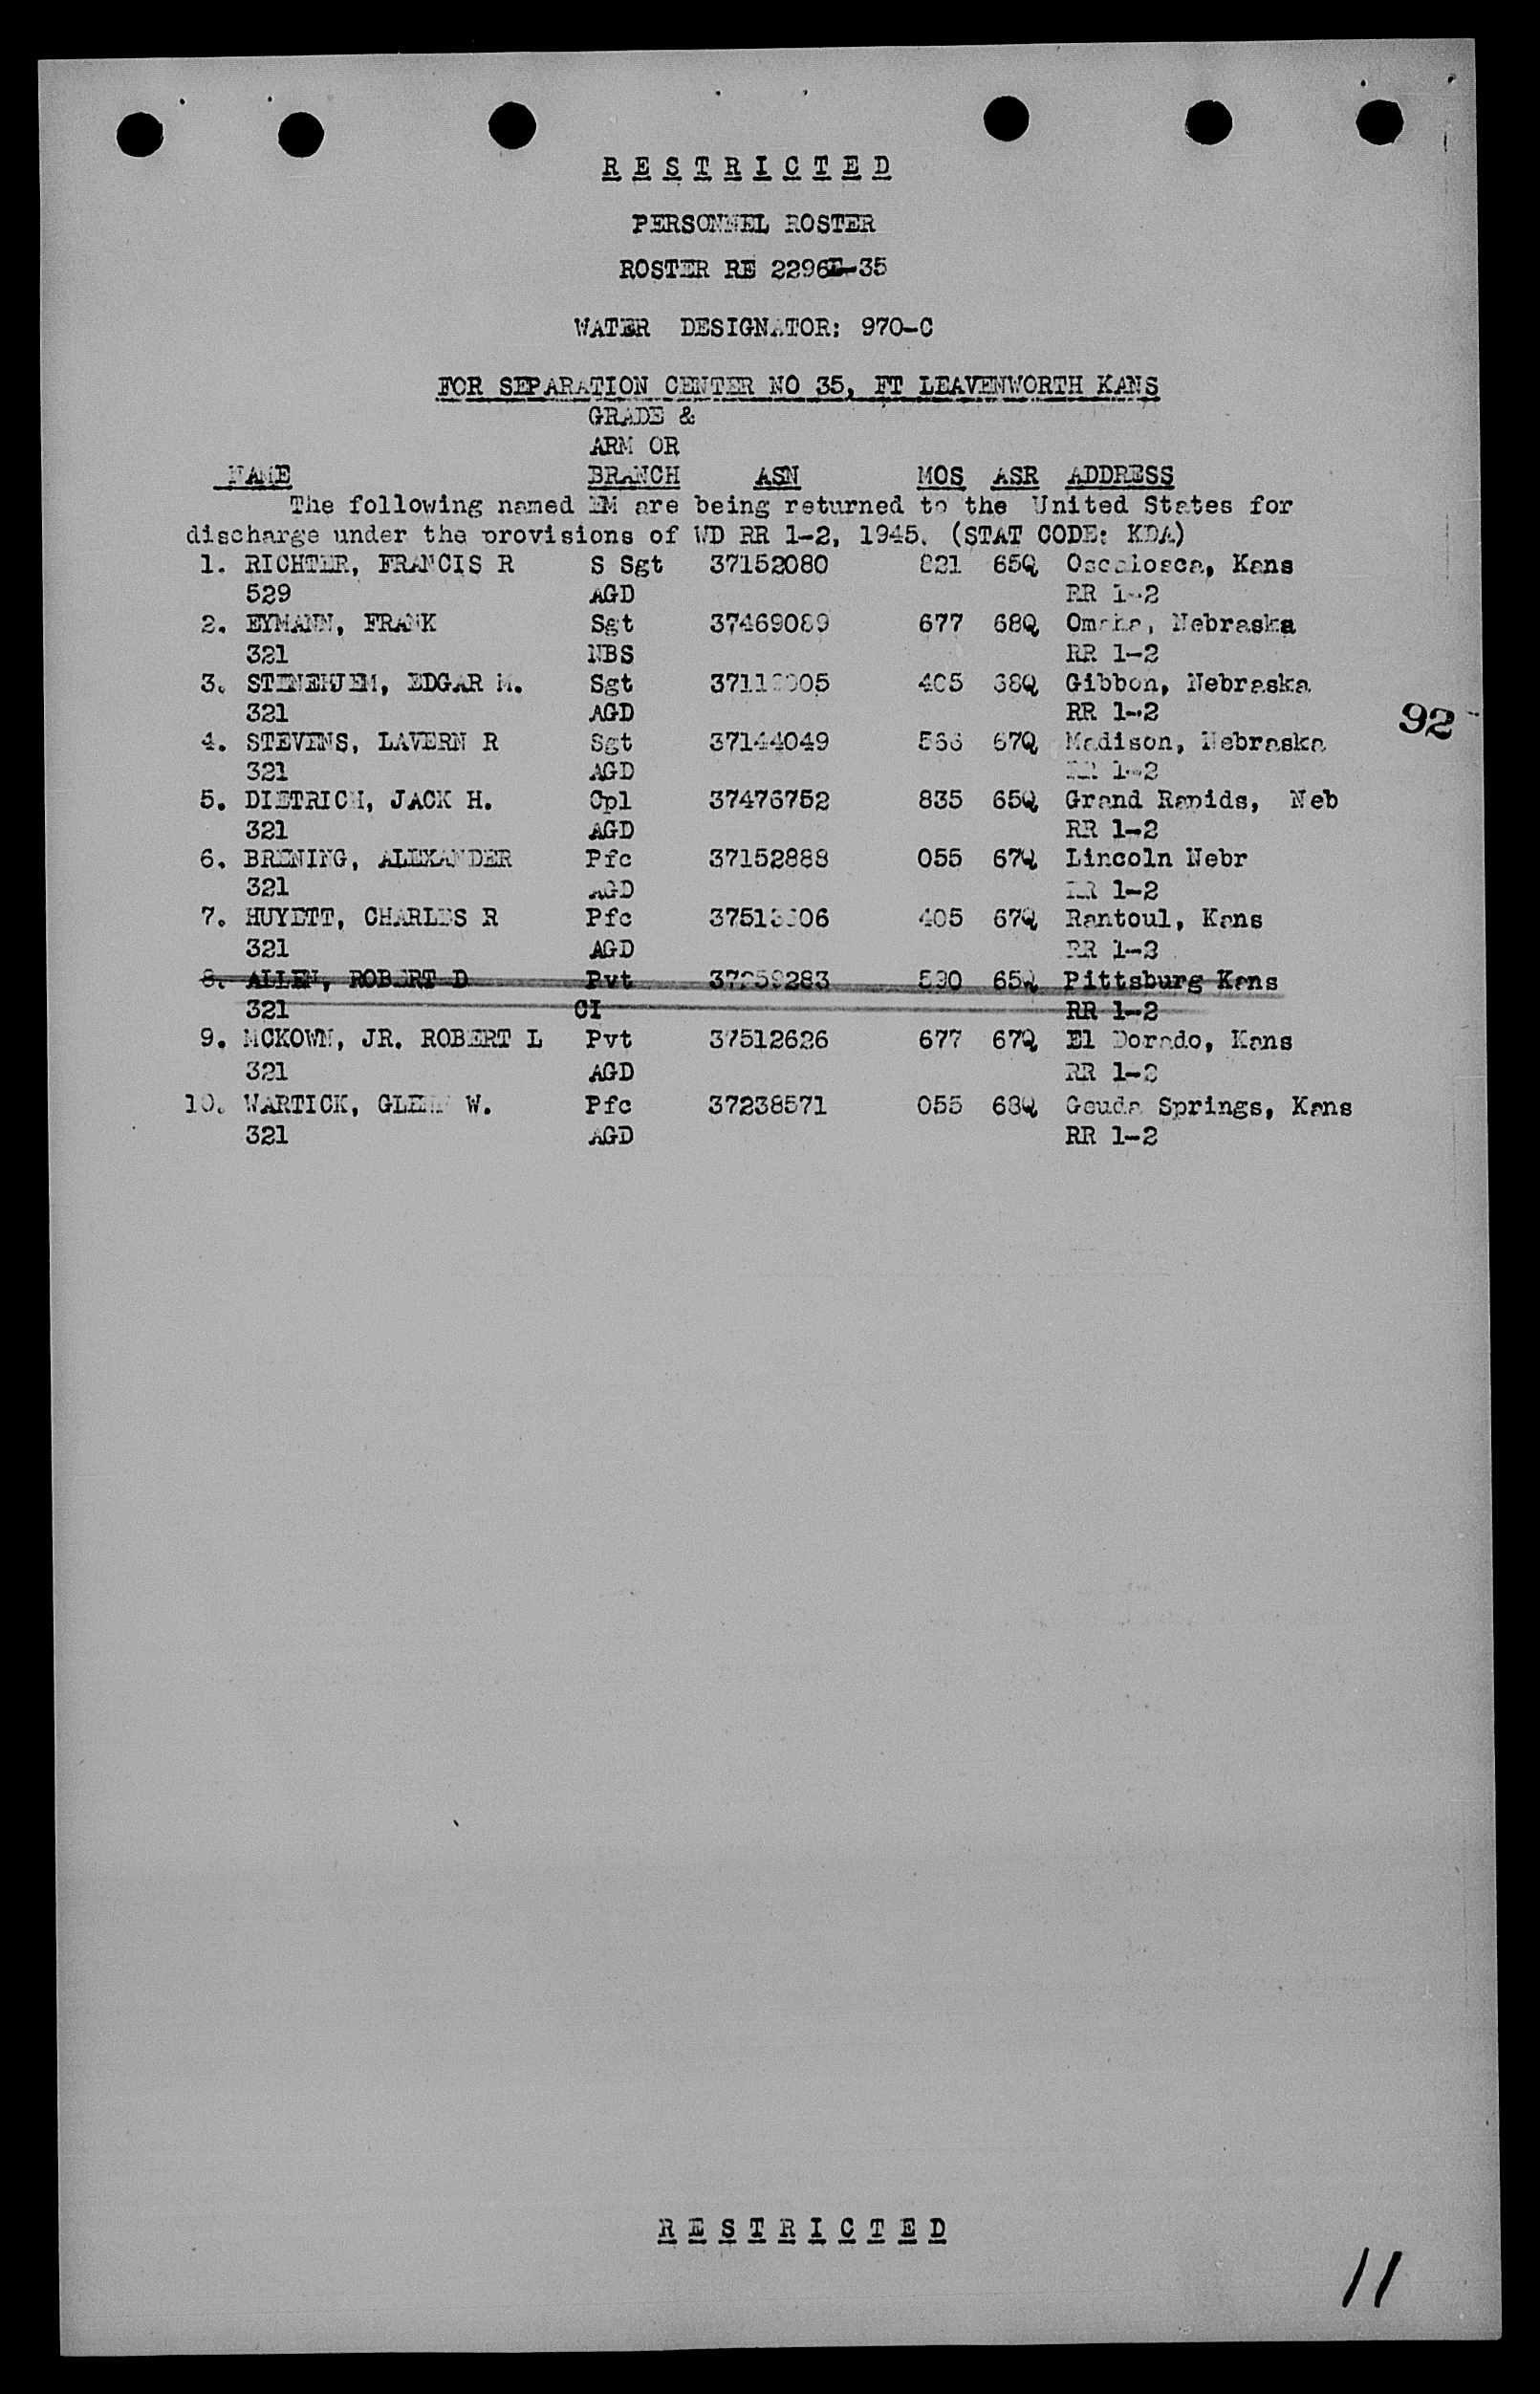 R E S T R I C T E D
PERSONNEL ROSTER
ROSTER RE 2296E-35
WATER DESIGNATOR: 970-C
FOR SEPARATION CENTER NO 35, FT LEAVENWORTH KANS
GRADE &
ARM OR
NAME BRANCH ASN MOS ASR ADDRESS
The following named EM are being returned to the United States for
discharge under the provisions of WD RR 1-2, 1945. (STAT CODE: KDA)
1. RICHTER, FRANCIS R S Sgt 37152080 821 65Q Kans
529 AGD RR 1-2
2. EYMANN, FRANK Sgt 37469089 677 68Q Omaha, Nebraska
321 NBS RR 1-2
3. STENEHJEM, EDGAR M. Sgt 405 68Q Gibbon, Nebraska
321 AGD RR 1-2
92
4. STEVENS, LAVERN R Sgt 37144049 566 67Q Madison, Nebraska
321 AGD RR 1-2
5. DIETRICH, JACK H. Cpl 37476752 835 65Q Grand Rapids, Neb
321 AGD RR 1-2
6. BRENING, ALEXANDER Pfc 37152888 055 67Q Lincoln Nebr
321 AGD RR 1-2
7. HUYETT, CHARLES R Pfc 405 67Q Rantoul, Kans
321 AGD RR 1-2
8. ALLEN, ROBERT D Pvt 590 65Q Pittsburg Kans
321 CI RR 1-2
9. MCKOWN, JR. ROBERT L Pvt 37512626 677 67Q El Dorado, Kans
321 AGD RR 1-2
10. WARTICK, GLENN W. Pfc 37238571 055 68Q Geuda Springs, Kans
321 AGD RR 1-2
R E S T R I C T E D
11